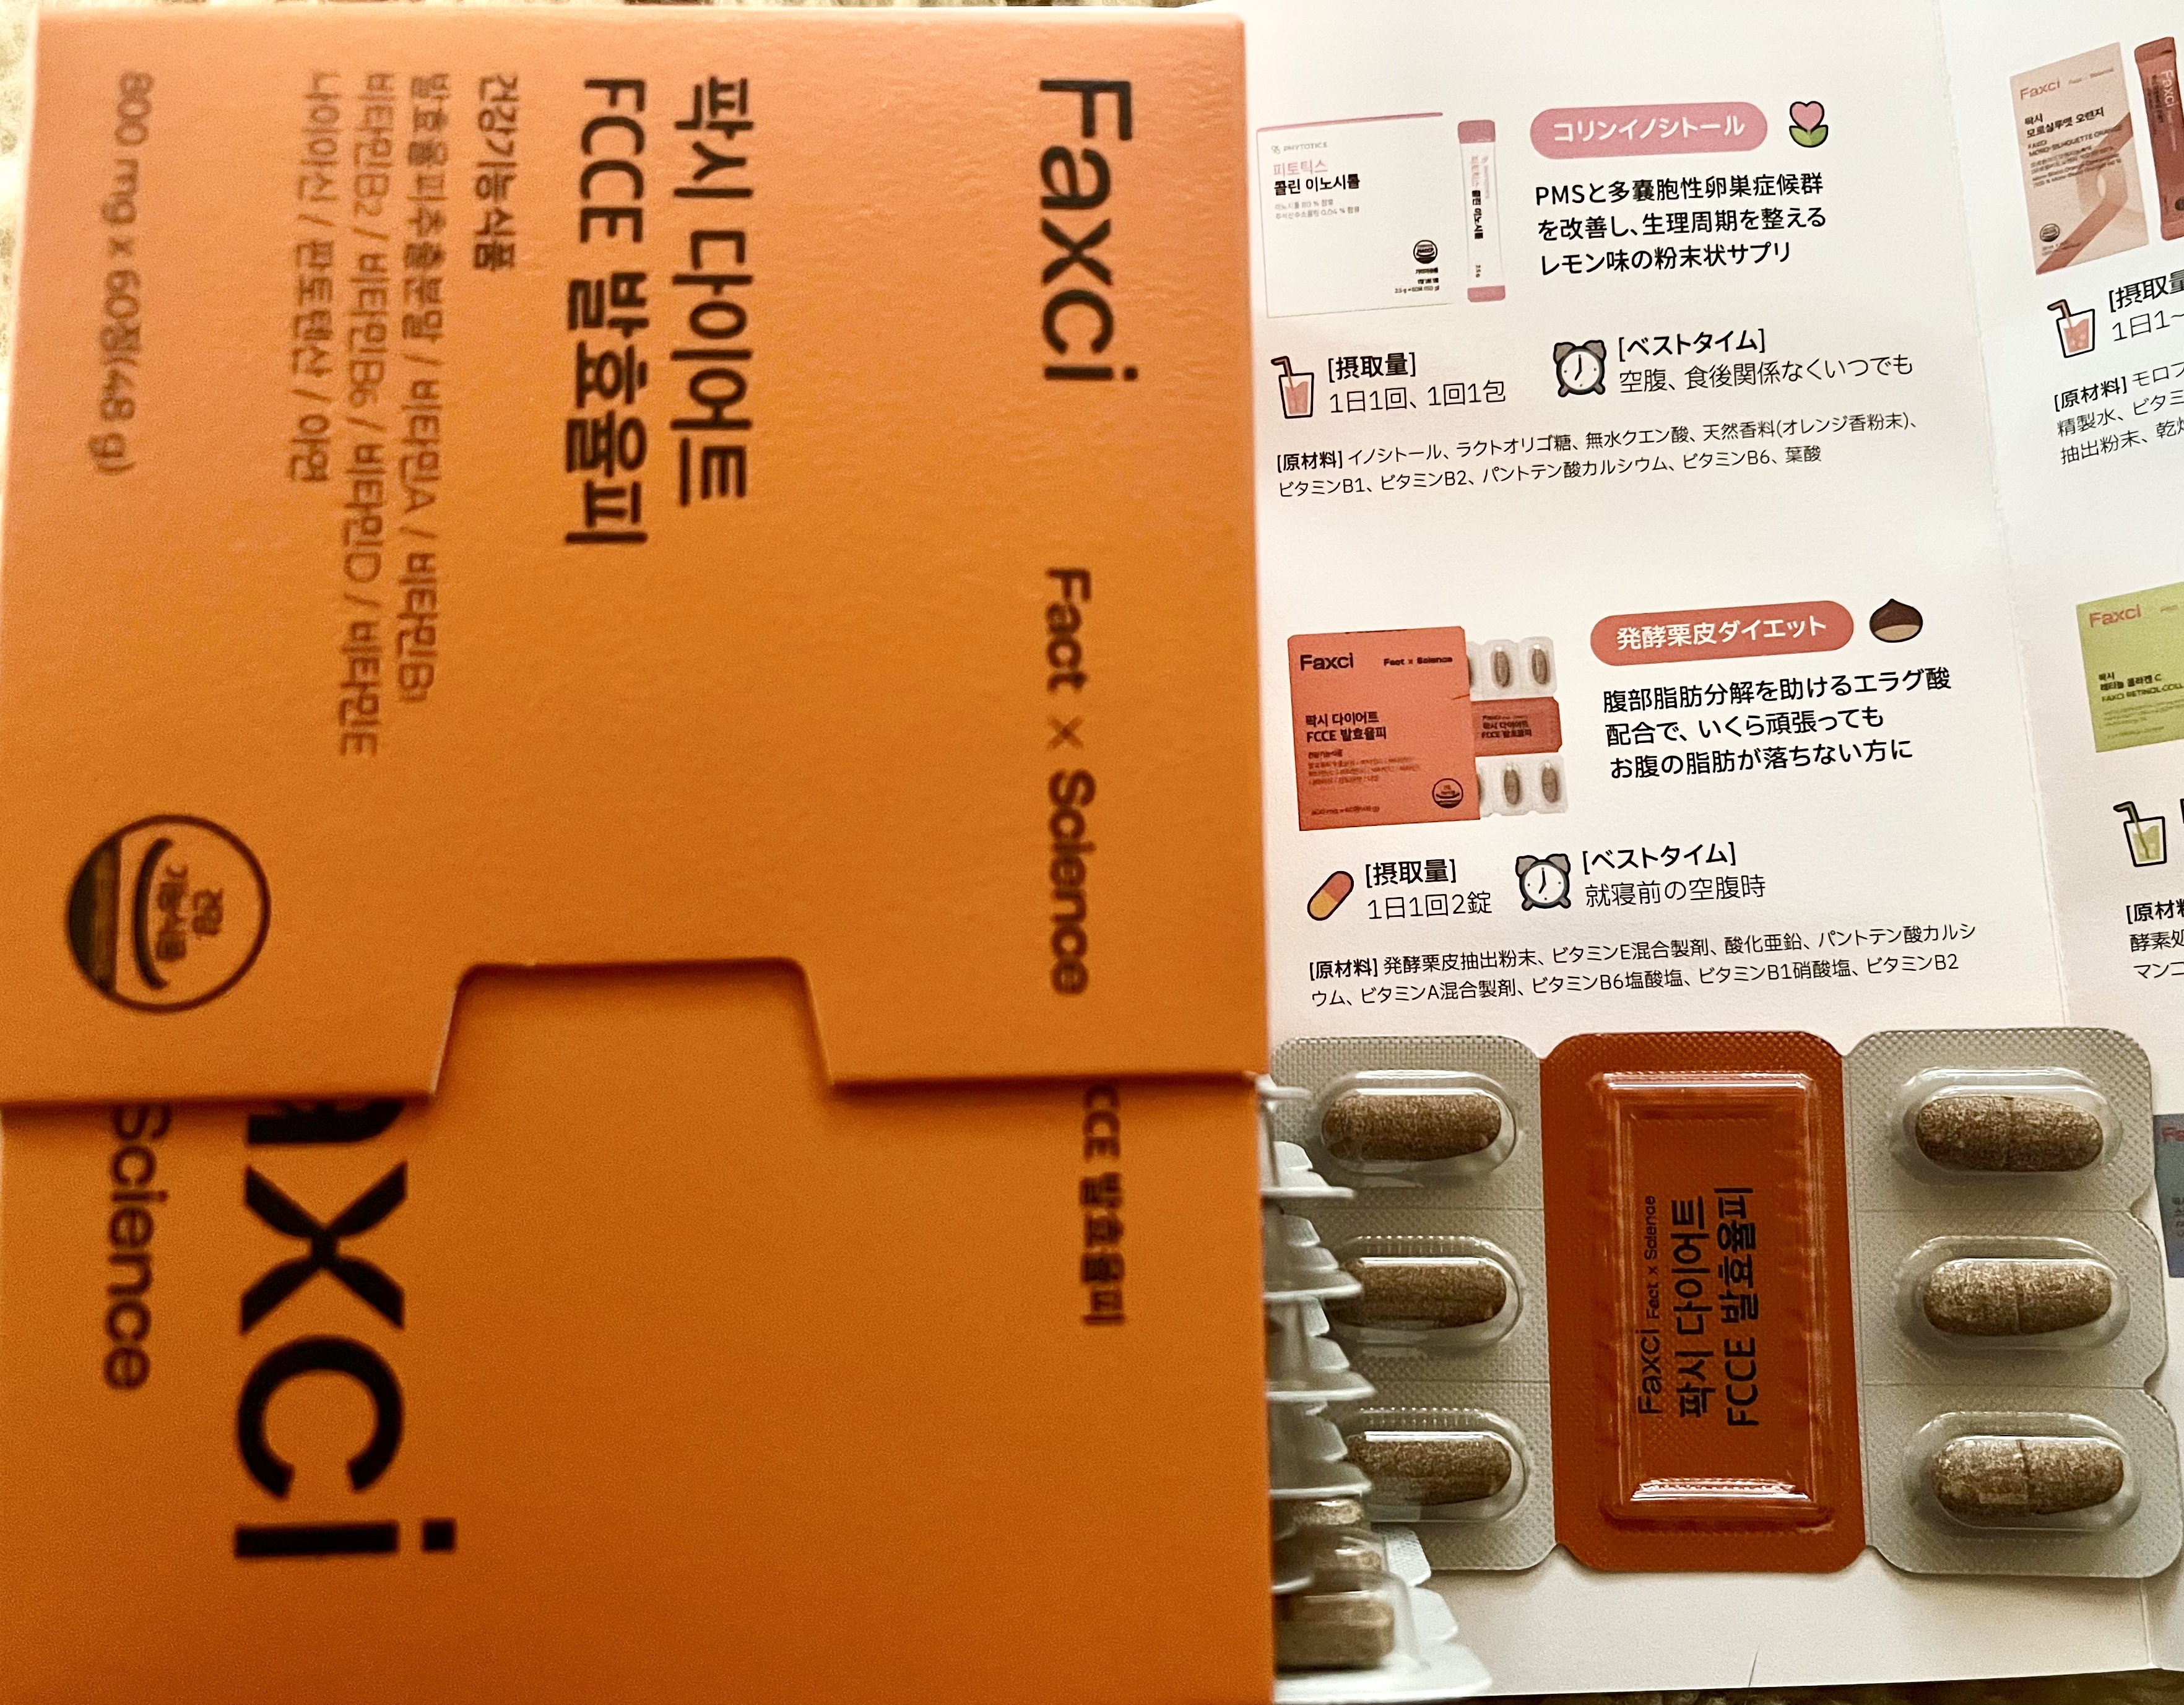 Faxci
Fact × Science
팍시 다이어트
FCCE 발효율피
건강기능식품
발효율피추출분말 / 비타민A / 비타민B1
비타민B2 / 비타민B6 / 비타민D / 비타민E
나이아신 / 판토텐산 / 아연
800 mg x 60정(48 g)
건강
기능식품
axci
Science
CCE 발효율피
PHYTOTICS
피토틱스
콜린 이노시톨
コリンイノシトール
PMSと多嚢胞性卵巣症候群
を改善し、生理周期を整える
レモン味の粉末状サプリ
[摂取量]
1日1回、1回1包
[ベストタイム]
空腹、食後関係なくいつでも
[原材料] イノシトール、ラクトオリゴ糖、無水クエン酸、天然香料(オレンジ香粉末)、
ビタミンB1、ビタミンB2、パントテン酸カルシウム、ビタミンB6、葉酸
Faxci Fact × Science
팍시 다이어트
FCCE 발효율피
発酵栗皮ダイエット
腹部脂肪分解を助けるエラグ酸
配合で、いくら頑張っても
お腹の脂肪が落ちない方に
[摂取量]
1日1回2錠
[ベストタイム]
就寝前の空腹時
[原材料] 発酵栗皮抽出粉末、ビタミンE混合製剤、酸化亜鉛、パントテン酸カルシ
ウム、ビタミンA混合製剤、ビタミンB6塩酸塩、ビタミンB1硝酸塩、ビタミンB2
Faxci Fact x Science
팍시 다이어트
FCCE 발효율피
Faxci
팍시
모로실루엣 오렌지
[摂取量
1日1~
[原材料] モロフ
精製水、ビタミ
抽出粉末、乾
Faxci
팍시
레티놀 콜라겐 C
FAXCI RETINOL COLL
[原材
酵素処
マンゴ